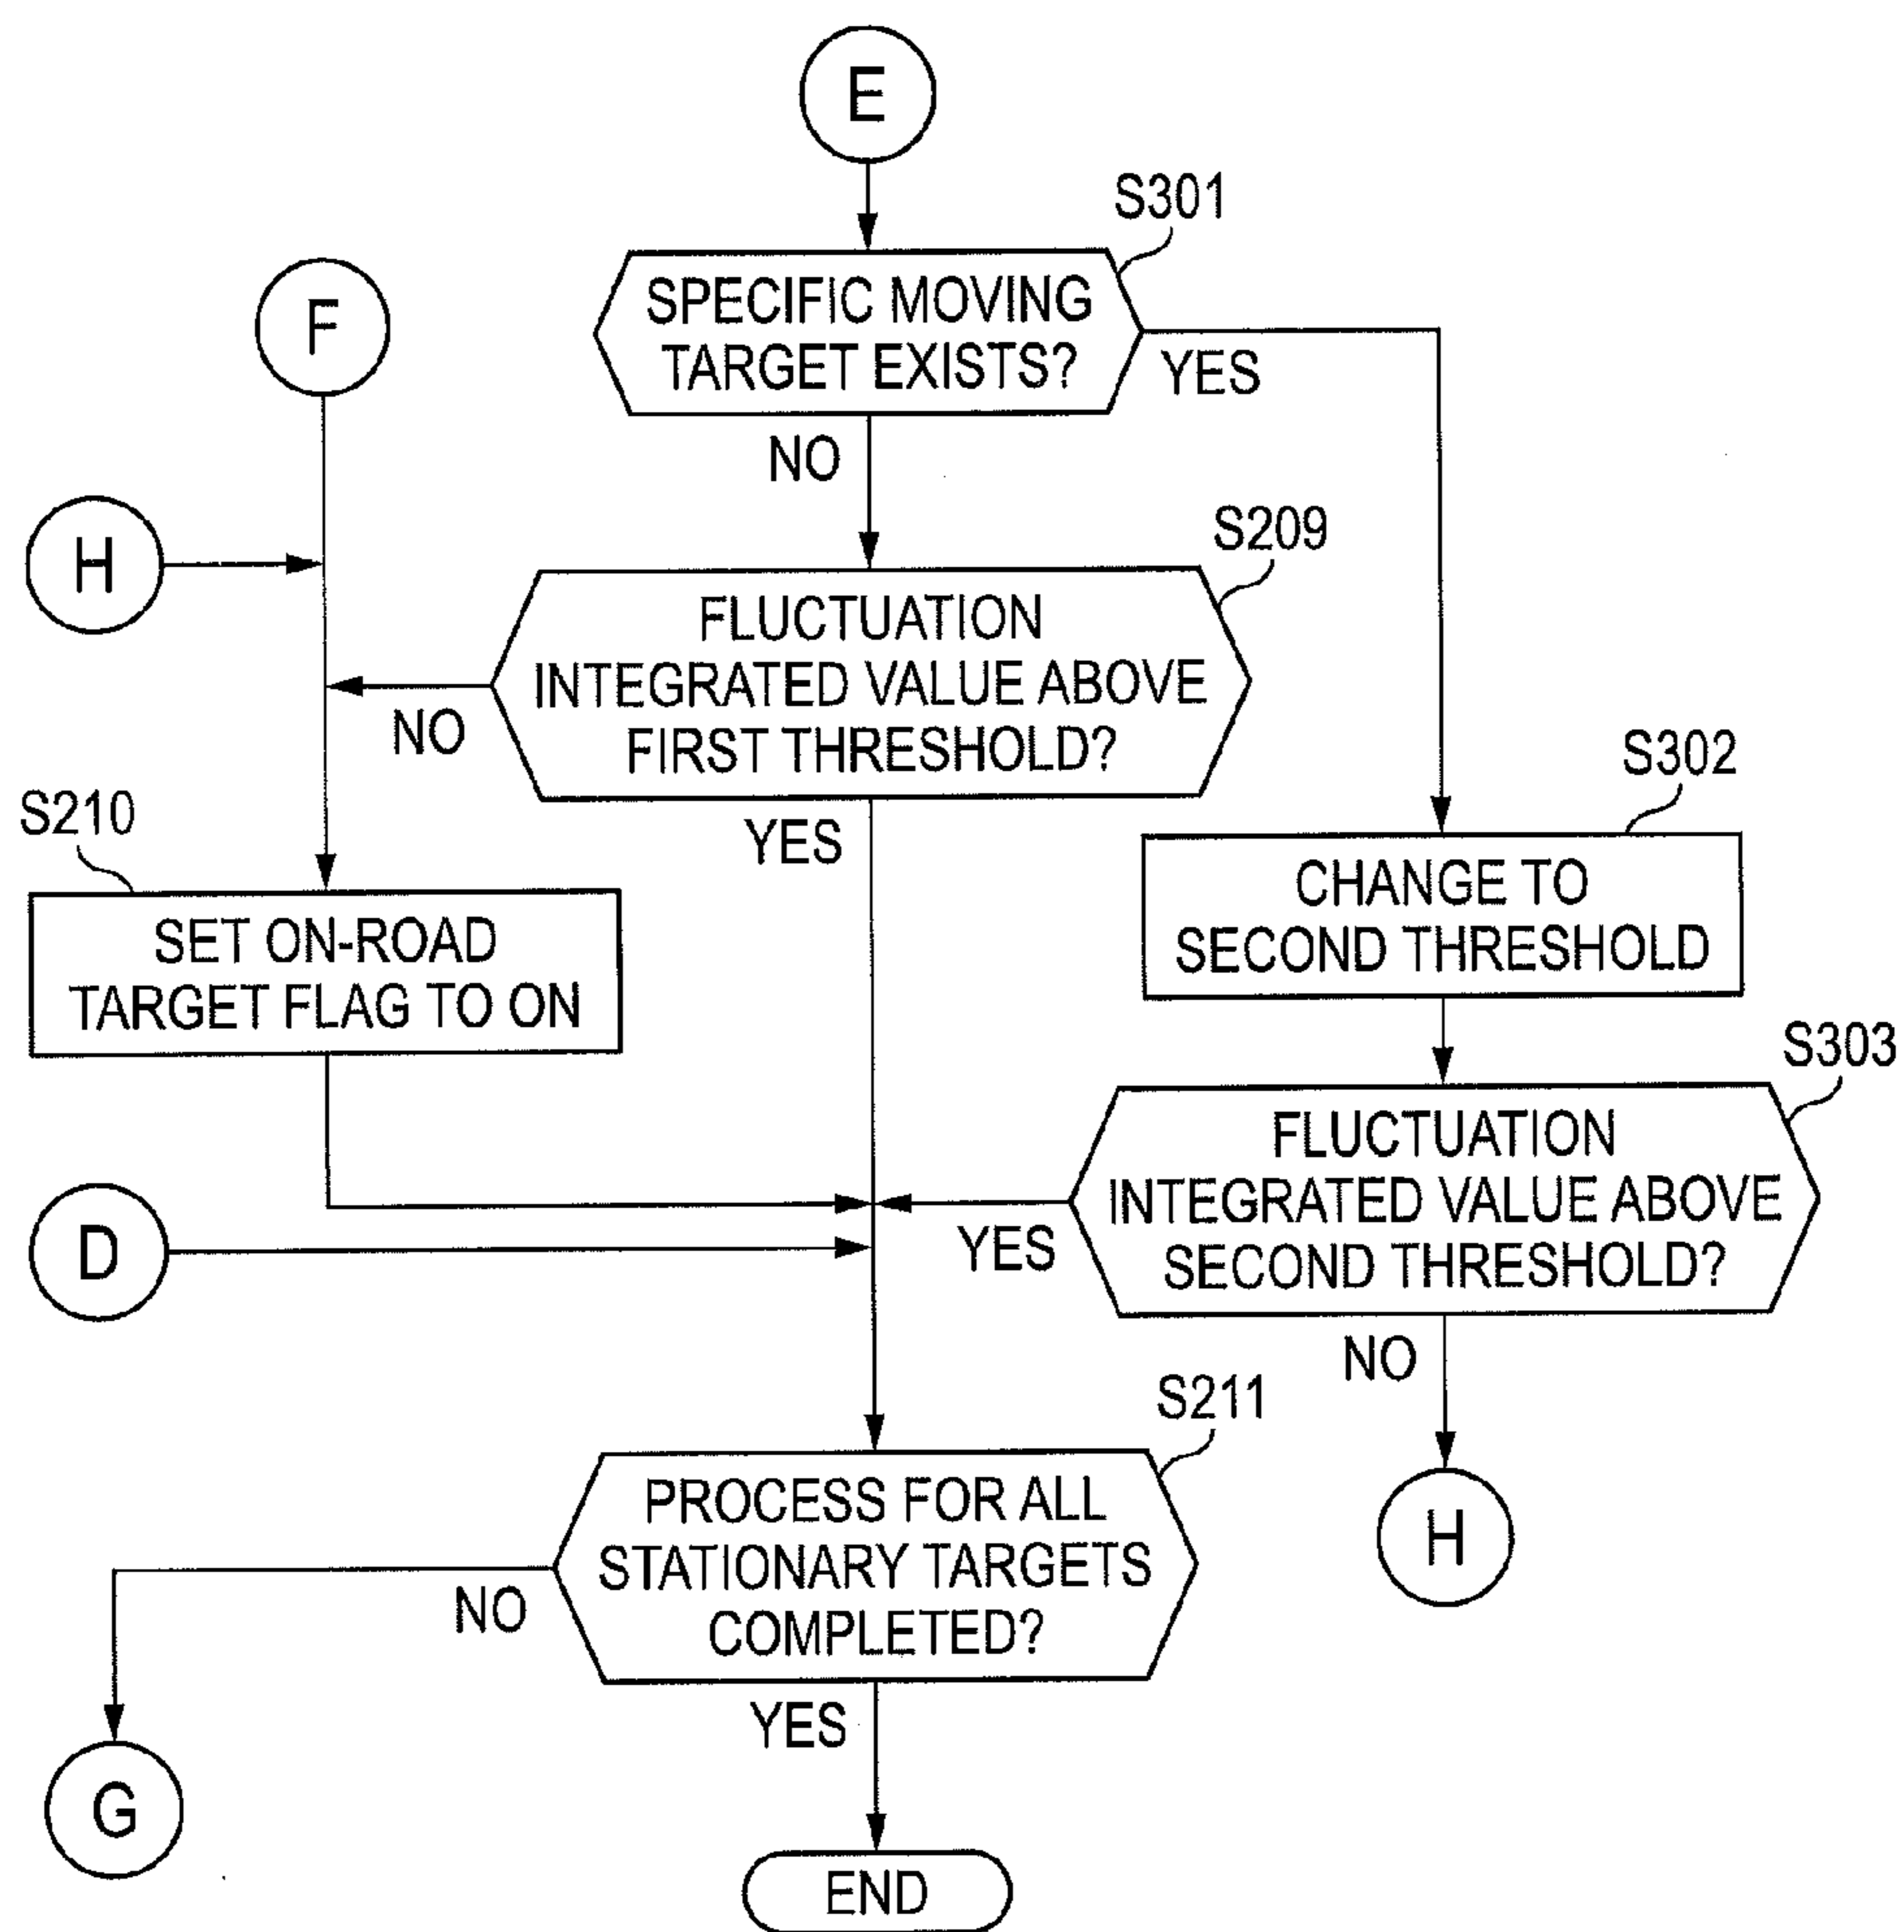 E
S301
SPECIFIC MOVING
TARGET EXISTS?
YES
NO
F
H
S209
FLUCTUATION
INTEGRATED VALUE ABOVE
FIRST THRESHOLD?
NO
YES
S302
CHANGE TO
SECOND THRESHOLD
S210
SET ON-ROAD
TARGET FLAG TO ON
S303
FLUCTUATION
INTEGRATED VALUE ABOVE
SECOND THRESHOLD?
YES
NO
D
H
S211
PROCESS FOR ALL
STATIONARY TARGETS
COMPLETED?
NO
YES
G
END